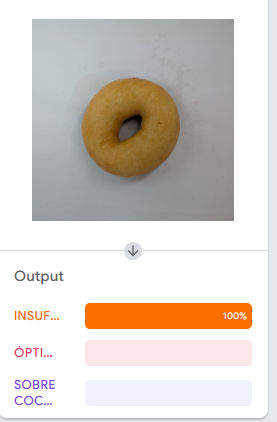 Output
INSUF...
100%
ÓPTI...
SOBRE
COC...